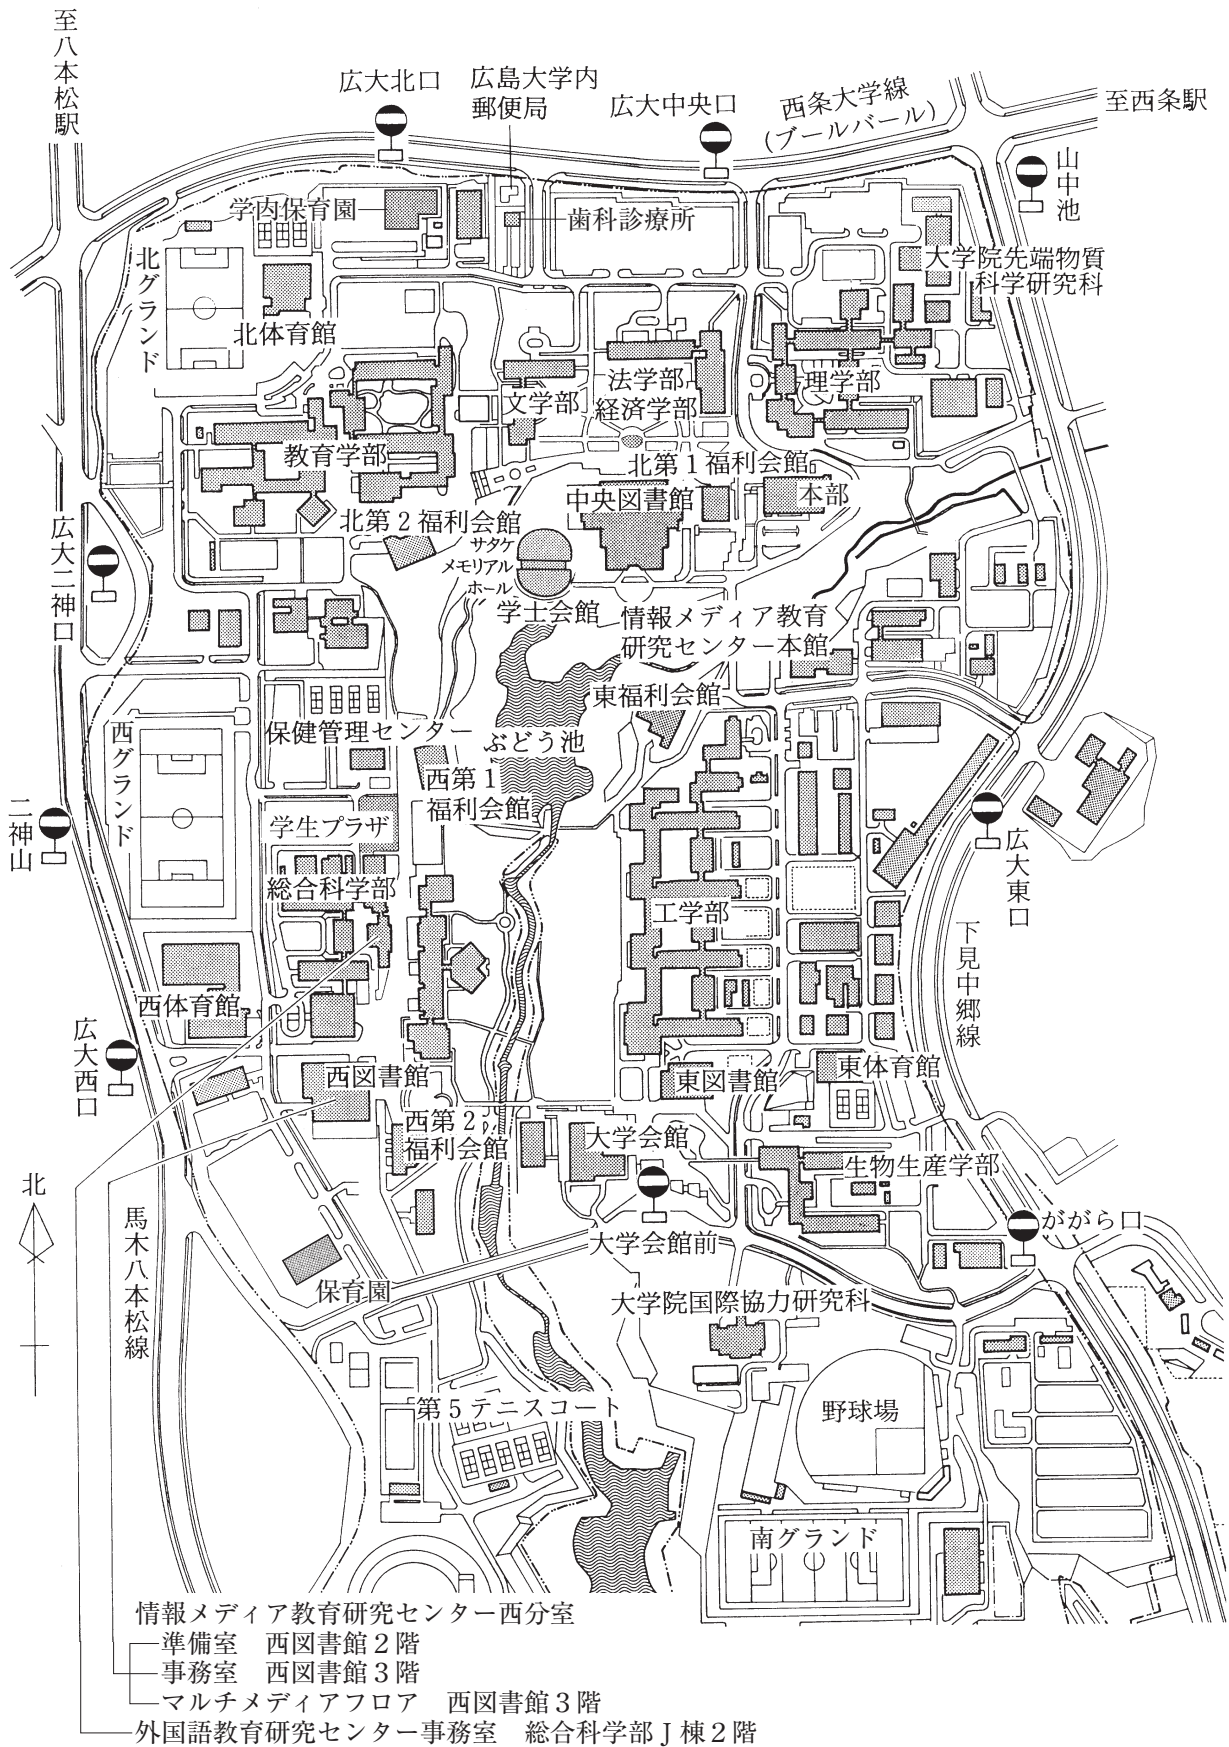 至八本松駅
広大北口
広島大学内
郵便局
広大中央口
西条大学線
(ブールバール)
至西条駅
山中池
学内保育園
歯科診療所
北グランド
大学院先端物質
科学研究科
北体育館
法学部
経済学部
理学部
文学部
教育学部
北第1福利会館
中央図書館
本部
広大二神口
北第2福利会館
サタケ
メモリアル
ホール
学士会館
情報メディア教育
研究センター本館
東福利会館
西グランド
保健管理センター
ぶどう池
西第1
福利会館
二神山
学生プラザ
広大東口
総合科学部
工学部
下見中郷線
西体育館
広大西口
西図書館
東図書館
東体育館
西第2
福利会館
大学会館
生物生産学部
北
馬木八本松線
ががら口
大学会館前
保育園
大学院国際協力研究科
第5テニスコート
野球場
南グランド
情報メディア教育研究センター西分室
準備室 西図書館2階
事務室 西図書館3階
マルチメディアフロア 西図書館3階
外国語教育研究センター事務室 総合科学部J棟2階